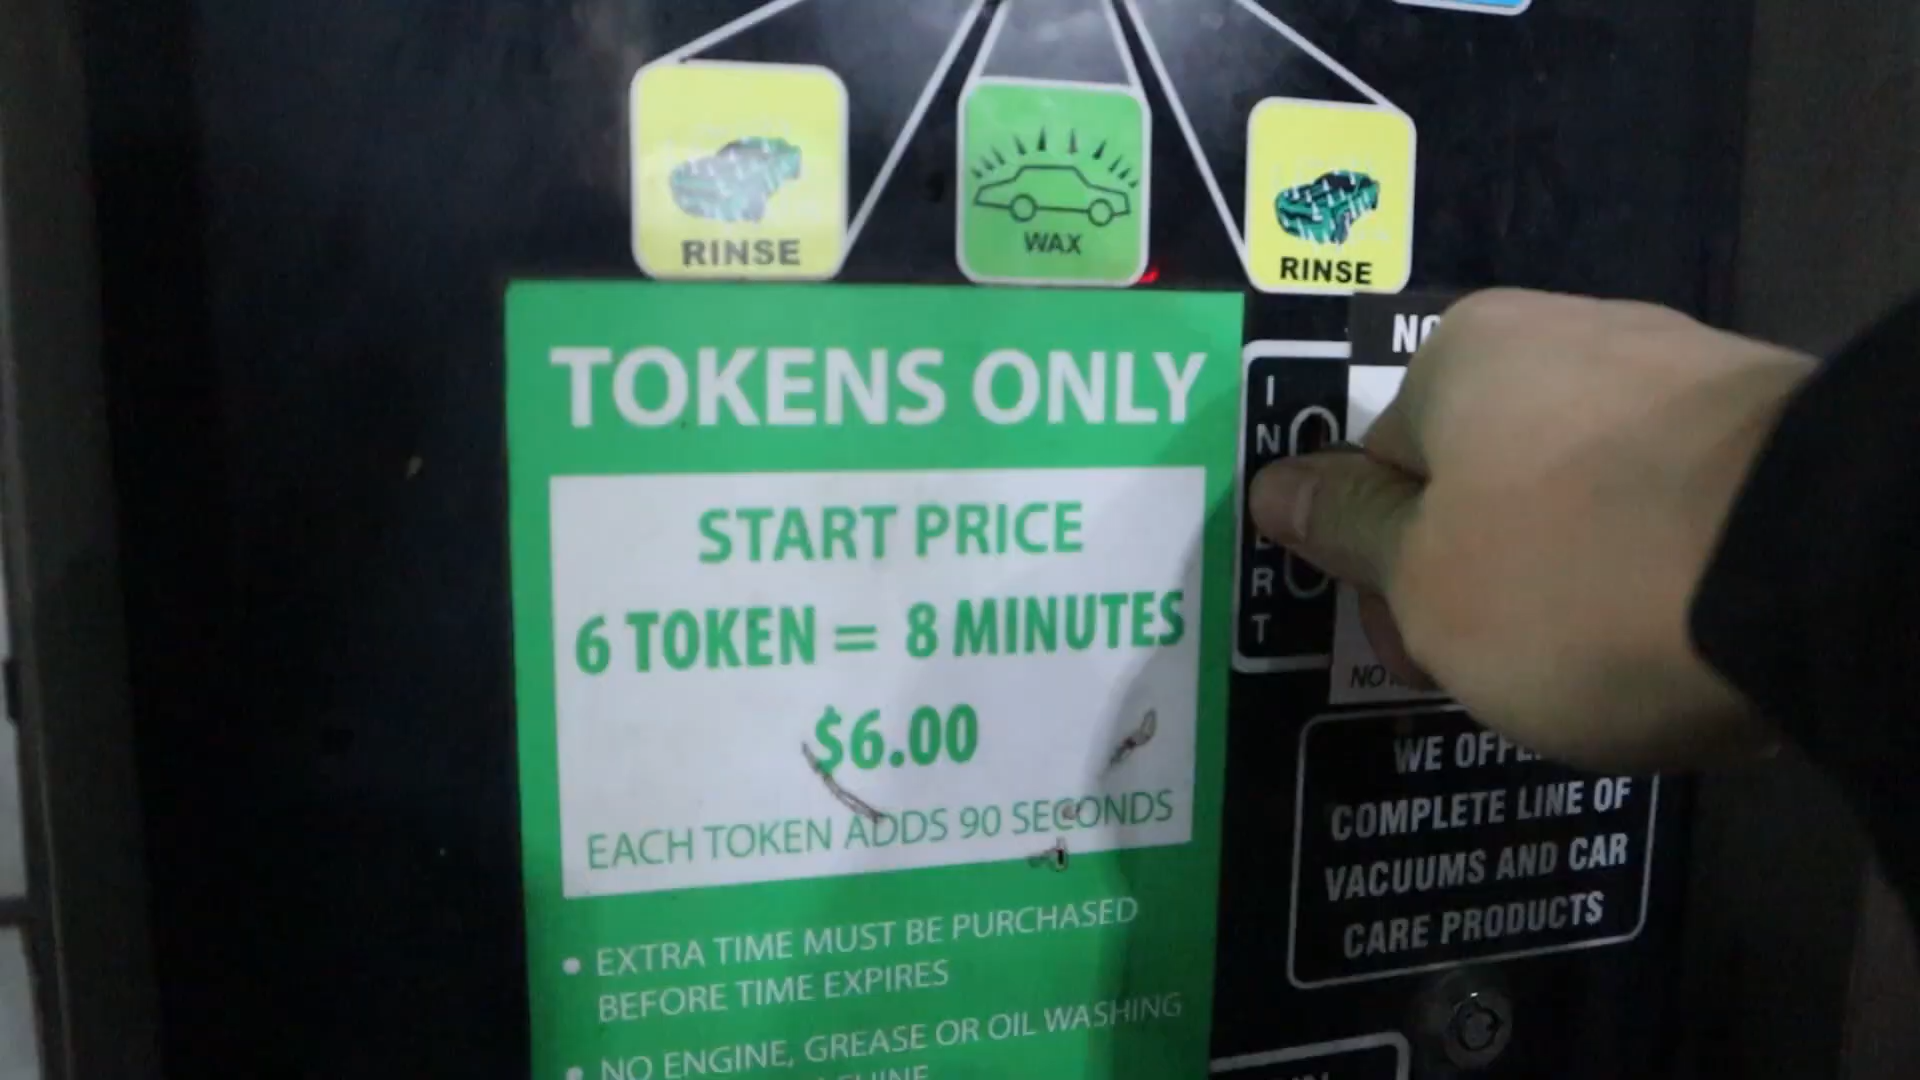 RINSE
WAX
RINSE
TOKENS ONLY
START PRICE
6 TOKEN = 8 MINUTES
$6.00
EACH TOKEN ADDS 90 SECONDS
• EXTRA TIME MUST BE PURCHASED
BEFORE TIME EXPIRES
• NO ENGINE, GREASE OR OIL WASHING
WE
COMPLETE LINE OF
VACUUMS AND CAR
CARE PRODUCTS